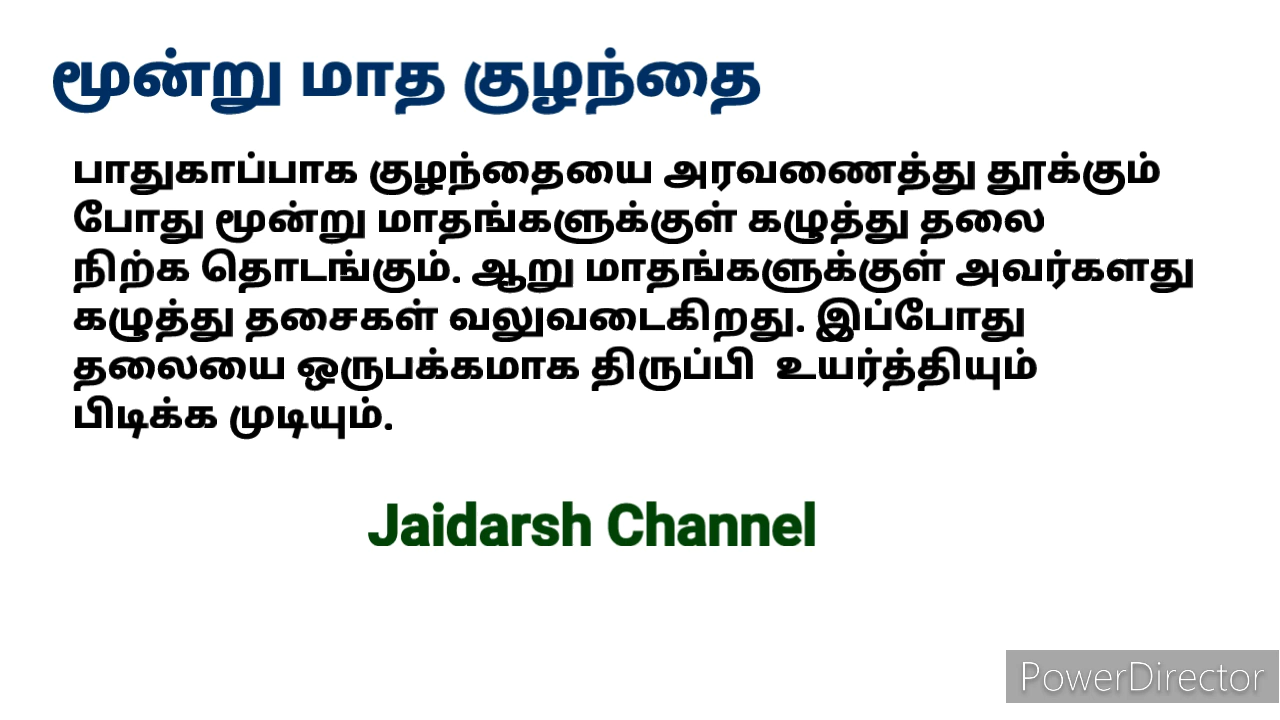 மூன்று மாத குழந்தை
பாதுகாப்பாக குழந்தையை அரவணைத்து தூக்கும்
போது மூன்று மாதங்களுக்குள் கழுத்து தலை
நிற்க தொடங்கும். ஆறு மாதங்களுக்குள் அவர்களது
கழுத்து தசைகள் வலுவடைகிறது. இப்போது
தலையை ஒருபக்கமாக திருப்பி  உயர்த்தியும்
பிடிக்க முடியும்.
Jaidarsh Channel
PowerDirector